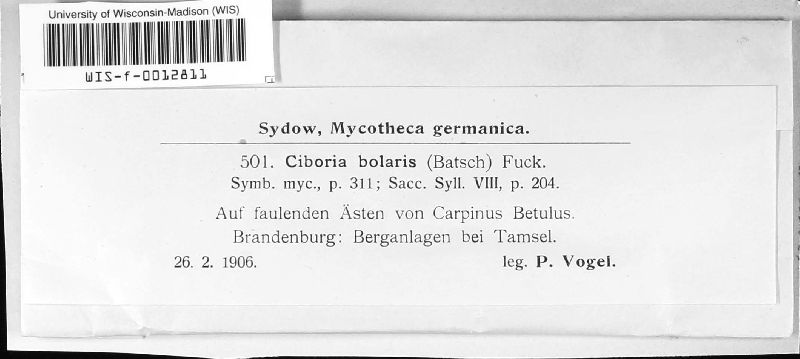 University of Wisconsin-Madison (WIS)
WIS-f-0012811
Sydow, Mycotheca germanica.
501. Ciboria bolaris (Batsch) Fuck.
Symb. myc., p. 311; Sacc. Syll. VIII, p. 204.
Auf faulenden Ästen von Carpinus Betulus.
Brandenburg: Berganlagen bei Tamsel.
26. 2. 1906. leg. P. Vogel.